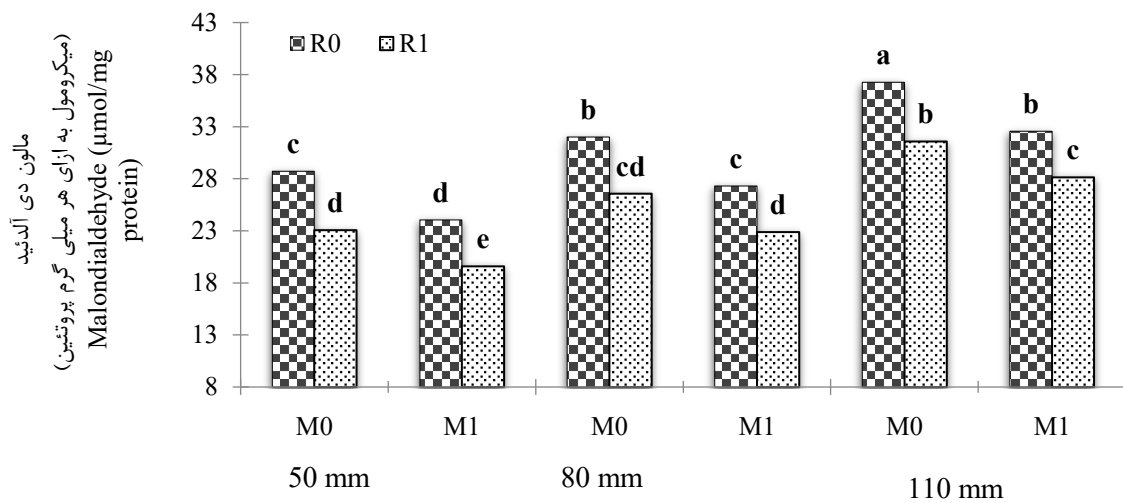 مالون دی آلدئید
(میکرومول به ازای هر میلی گرم پروتئین)
Malondialdehyde (µmol/mg
protein)
43
38
33
28
23
18
13
8
R0 R1
c d d e b cd c d a b b c
M0 M1 M0 M1 M0 M1
50 mm 80 mm 110 mm